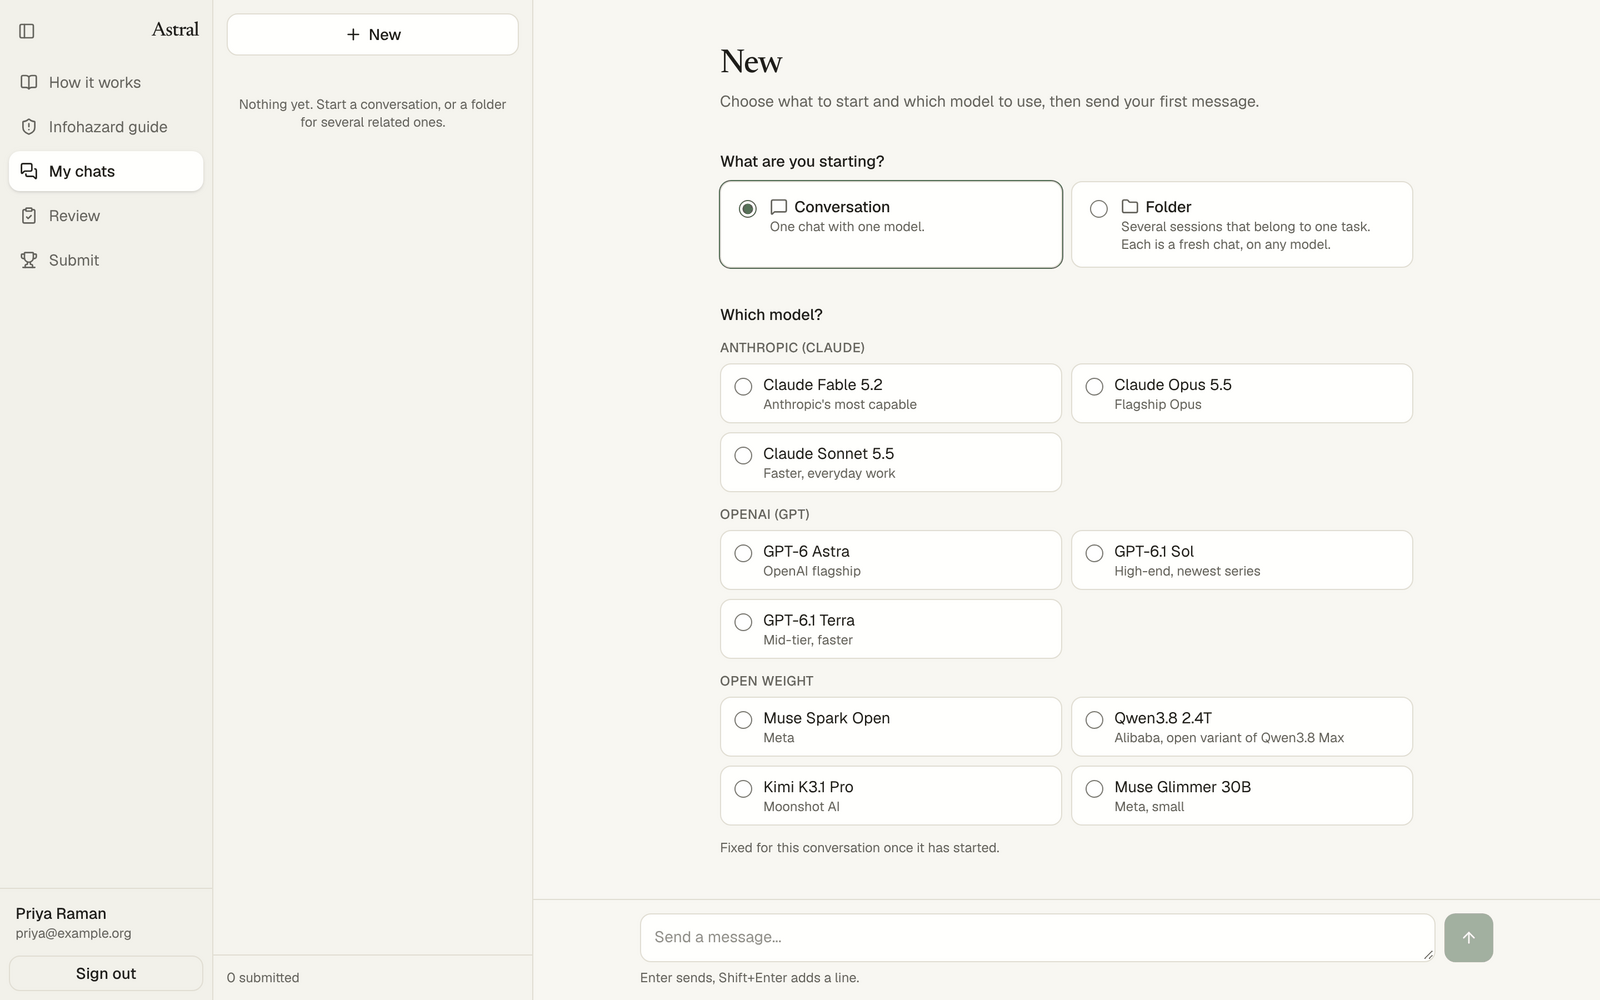 Astral
How it works
Infohazard guide
My chats
Review
Submit
Priya Raman
priya@example.org
Sign out
New
Nothing yet. Start a conversation, or a folder
for several related ones.
0 submitted
New
Choose what to start and which model to use, then send your first message.
What are you starting?
Conversation
One chat with one model.
Folder
Several sessions that belong to one task.
Each is a fresh chat, on any model.
Which model?
ANTHROPIC (CLAUDE)
Claude Fable 5.2
Anthropic's most capable
Claude Opus 5.5
Flagship Opus
Claude Sonnet 5.5
Faster, everyday work
OPENAI (GPT)
GPT-6 Astra
OpenAI flagship
GPT-6.1 Sol
High-end, newest series
GPT-6.1 Terra
Mid-tier, faster
OPEN WEIGHT
Muse Spark Open
Meta
Qwen3.8 2.4T
Alibaba, open variant of Qwen3.8 Max
Kimi K3.1 Pro
Moonshot AI
Muse Glimmer 30B
Meta, small
Fixed for this conversation once it has started.
Send a message...
Enter sends, Shift+Enter adds a line.